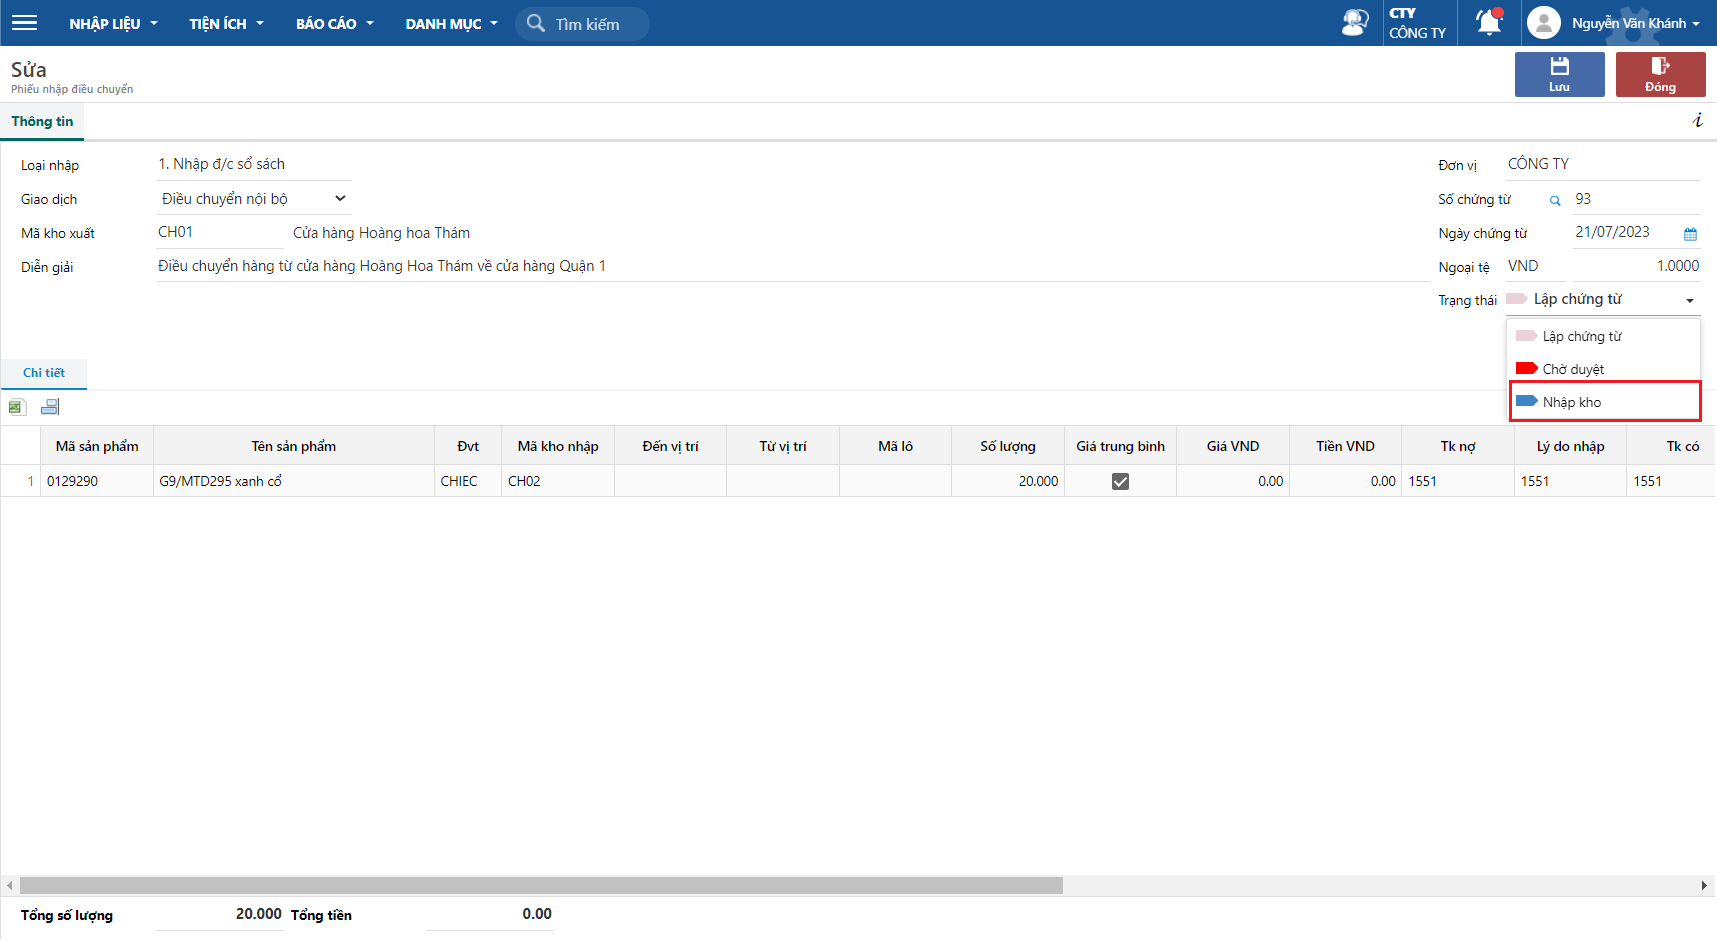 NHẬP LIỆU TIỆN ÍCH BÁO CÁO DANH MỤC Tìm kiếm CTY CÔNG TY Nguyễn Văn Khánh
Sửa
Phiếu nhập điều chuyển
Lưu Đóng
Thông tin i
Loại nhập 1. Nhập đ/c sổ sách Đơn vị CÔNG TY
Giao dịch Điều chuyển nội bộ Số chứng từ 93
Mã kho xuất CH01 Cửa hàng Hoàng hoa Thám Ngày chứng từ 21/07/2023
Diễn giải Điều chuyển hàng từ cửa hàng Hoàng Hoa Thám về cửa hàng Quận 1 Ngoại tệ VND 1.0000
Trạng thái Lập chứng từ
Lập chứng từ
Chờ duyệt
Nhập kho
Chi tiết
Mã sản phẩm Tên sản phẩm Đvt Mã kho nhập Đến vị trí Từ vị trí Mã lô Số lượng Giá trung bình Giá VND Tiền VND Tk nợ Lý do nhập Tk có
1 0129290 G9/MTD295 xanh cổ CHIEC CH02 20.000 0.00 0.00 1551 1551 1551
Tổng số lượng 20.000 Tổng tiền 0.00